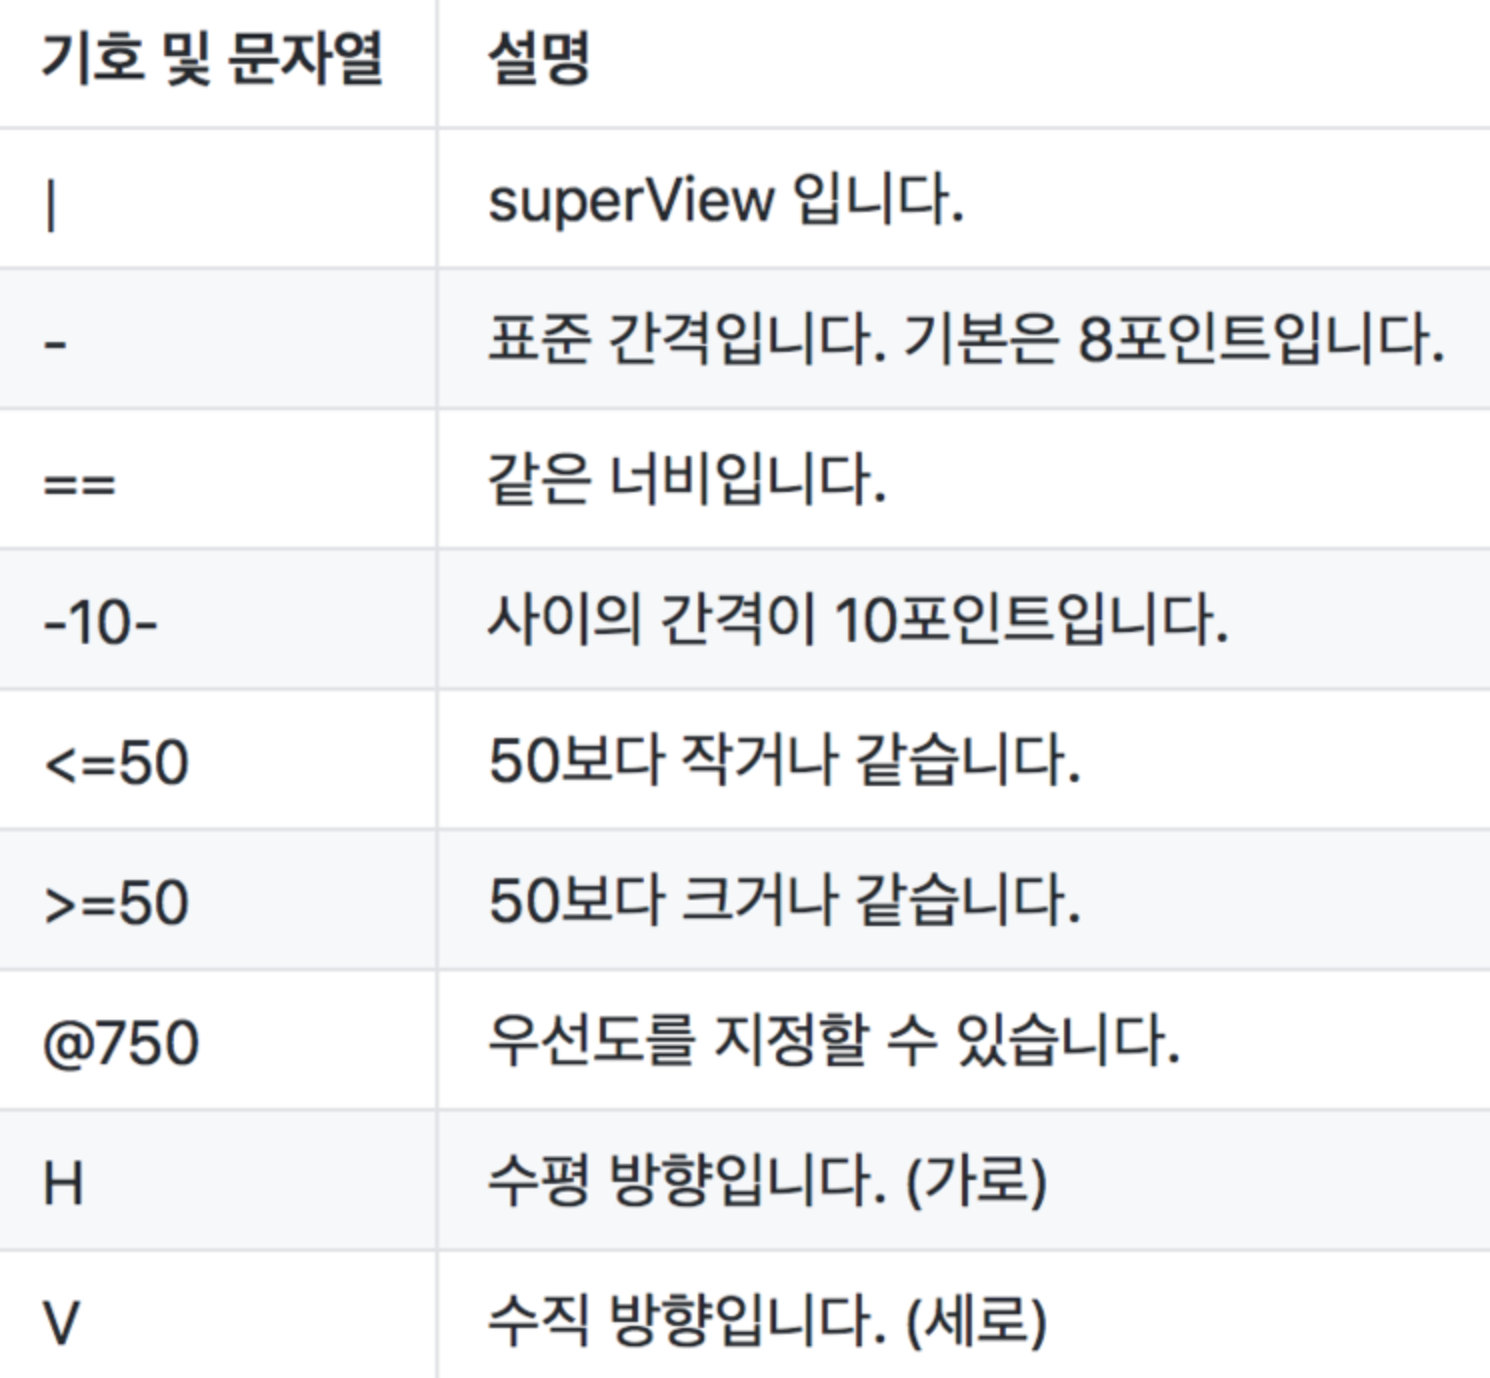 기호 및 문자열 설명
| superView 입니다.
- 표준 간격입니다. 기본은 8포인트입니다.
== 같은 너비입니다.
-10- 사이의 간격이 10포인트입니다.
<=50 50보다 작거나 같습니다.
>=50 50보다 크거나 같습니다.
@750 우선도를 지정할 수 있습니다.
H 수평 방향입니다. (가로)
V 수직 방향입니다. (세로)